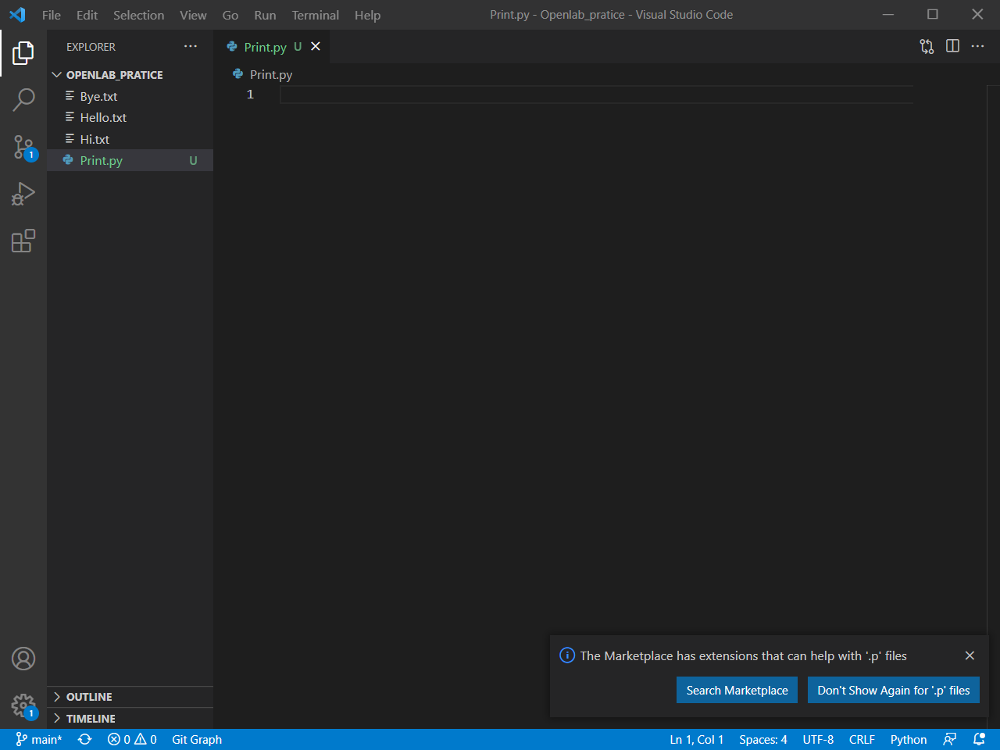 File Edit Selection View Go Run Terminal Help Print.py - Openlab_pratice - Visual Studio Code
EXPLORER
Print.py U
OPENLAB_PRATICE
Print.py
Bye.txt
1
Hello.txt
Hi.txt
1
Print.py U
The Marketplace has extensions that can help with '.p' files
Search Marketplace Don't Show Again for '.p' files
OUTLINE
1
TIMELINE
main* 0 0 Git Graph Ln 1, Col 1 Spaces: 4 UTF-8 CRLF Python